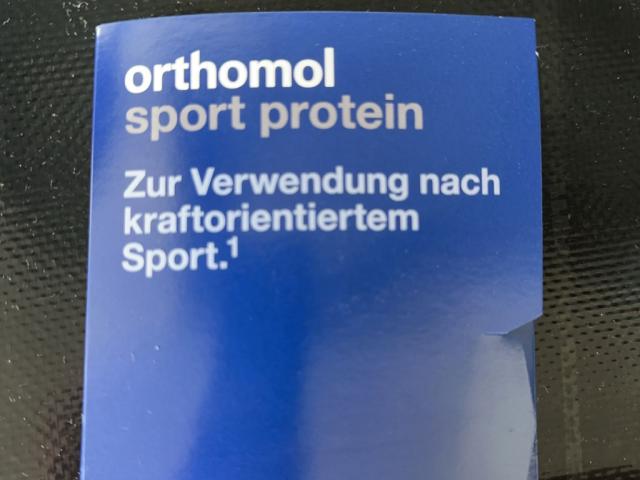 orthomol
sport protein
Zur Verwendung nach
kraftorientiertem
Sport.¹